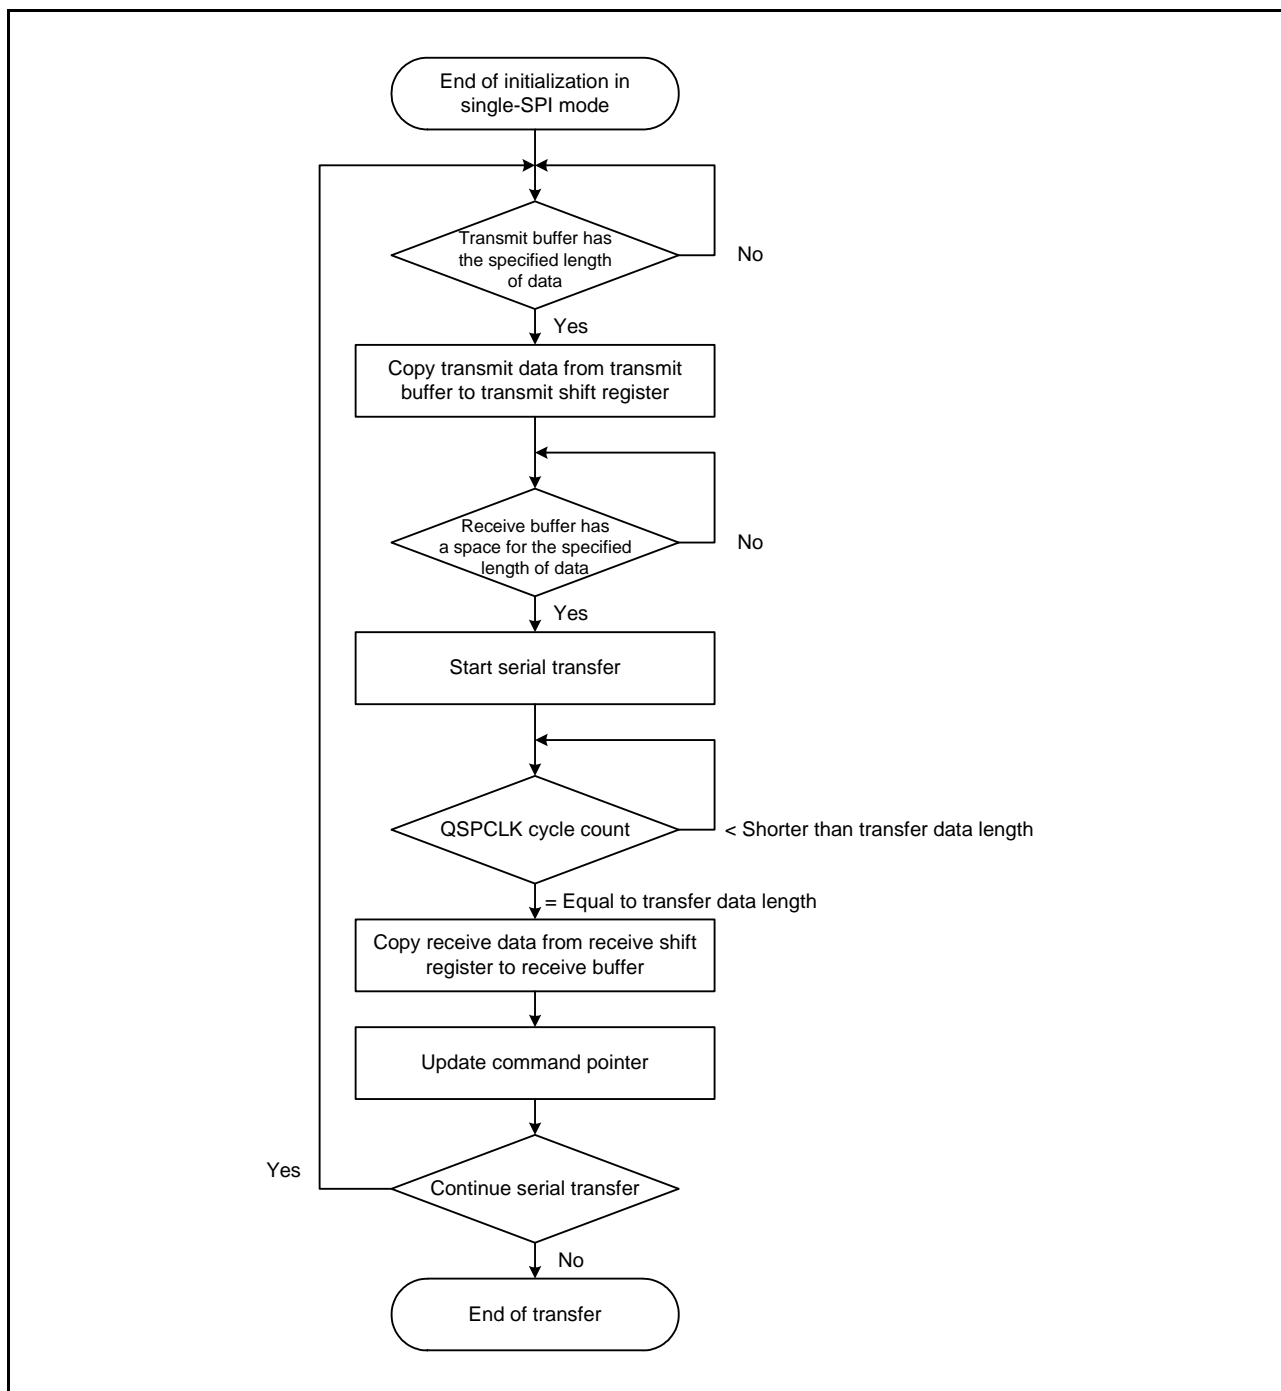 End of initialization in
single-SPI mode
Transmit buffer has
the specified length
of data
No
Yes
Copy transmit data from transmit
buffer to transmit shift register
Receive buffer has
a space for the specified
length of data
No
Yes
Start serial transfer
QSPCLK cycle count
< Shorter than transfer data length
= Equal to transfer data length
Copy receive data from receive shift
register to receive buffer
Update command pointer
Yes
Continue serial transfer
No
End of transfer